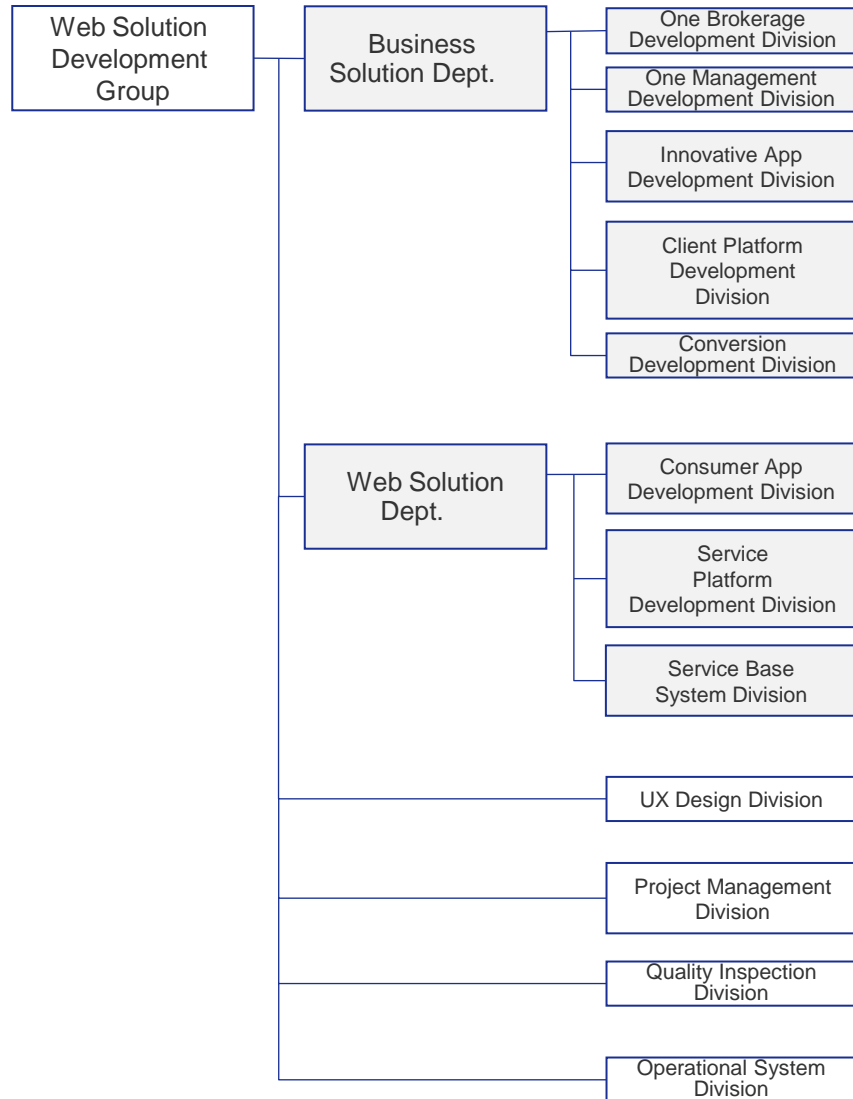 Web Solution
Development
Group
Business
Solution Dept.
One Brokerage
Development Division
One Management
Development Division
Innovative App
Development Division
Client Platform
Development
Division
Conversion
Development Division
Web Solution
Dept.
Consumer App
Development Division
Service
Platform
Development Division
Service Base
System Division
UX Design Division
Project Management
Division
Quality Inspection
Division
Operational System
Division